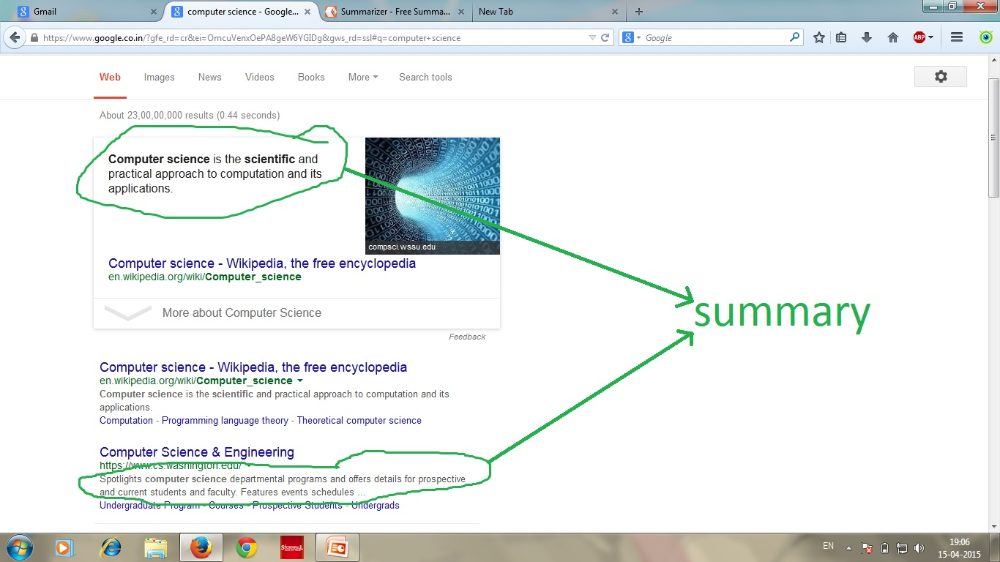 Gmail
computer science - Google...
Summarizer - Free Summa...
New Tab
https://www.google.co.in/?gfe_rd=cr&ei=OmcuVenxOePA8geW6YGIDg&gws_rd=ssl#q=computer+science
Google
ABP
Web Images News Videos Books More Search tools
About 23,00,00,000 results (0.44 seconds)
Computer science is the scientific and
practical approach to computation and its
applications.
compsci.wssu.edu
Computer science - Wikipedia, the free encyclopedia
en.wikipedia.org/wiki/Computer_science
More about Computer Science
Feedback
summary
Computer science - Wikipedia, the free encyclopedia
en.wikipedia.org/wiki/Computer_science
Computer science is the scientific and practical approach to computation and its
applications.
Computation - Programming language theory - Theoretical computer science
Computer Science & Engineering
https://www.cs.washington.edu/
Spotlights computer science departmental programs and offers details for prospective
and current students and faculty. Features events schedules ...
Undergraduate Program - Courses - Prospective Students - Undergrads
EN
19:06
15-04-2015